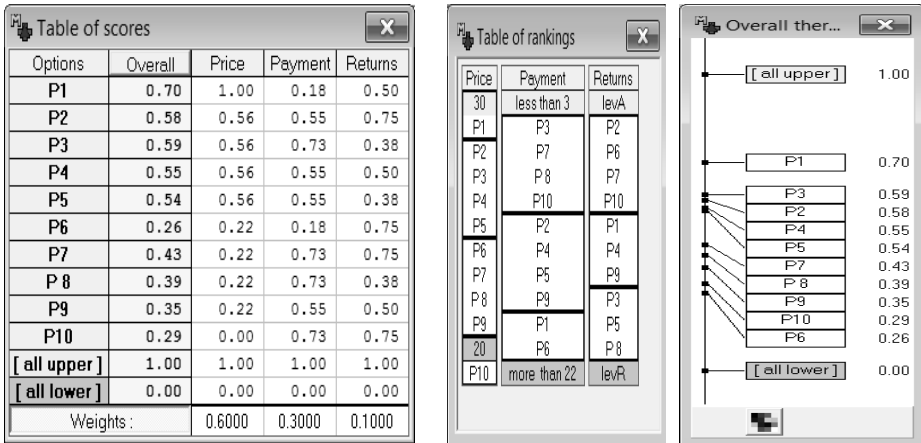 Table of scores
Options Overall Price Payment Returns
P1 0.70 1.00 0.18 0.50
P2 0.58 0.56 0.55 0.75
P3 0.59 0.56 0.73 0.38
P4 0.55 0.56 0.55 0.50
P5 0.54 0.56 0.55 0.38
P6 0.26 0.22 0.18 0.75
P7 0.43 0.22 0.73 0.75
P 8 0.39 0.22 0.73 0.38
P9 0.35 0.22 0.55 0.50
P10 0.29 0.00 0.73 0.75
[ all upper ] 1.00 1.00 1.00 1.00
[ all lower ] 0.00 0.00 0.00 0.00
Weights : 0.6000 0.3000 0.1000
Table of rankings
Price Payment Returns
30 less than 3 levA
P1 P3 P2
P2 P7 P6
P3 P 8 P7
P4 P10 P10
P5 P2 P1
P6 P4 P4
P7 P5 P9
P 8 P9 P3
P9 P1 P5
20 P6 P 8
P10 more than 22 levR
Overall ther...
[ all upper ] 1.00
P1 0.70
P3 0.59
P2 0.58
P4 0.55
P5 0.54
P7 0.43
P 8 0.39
P9 0.35
P10 0.29
P6 0.26
[ all lower ] 0.00